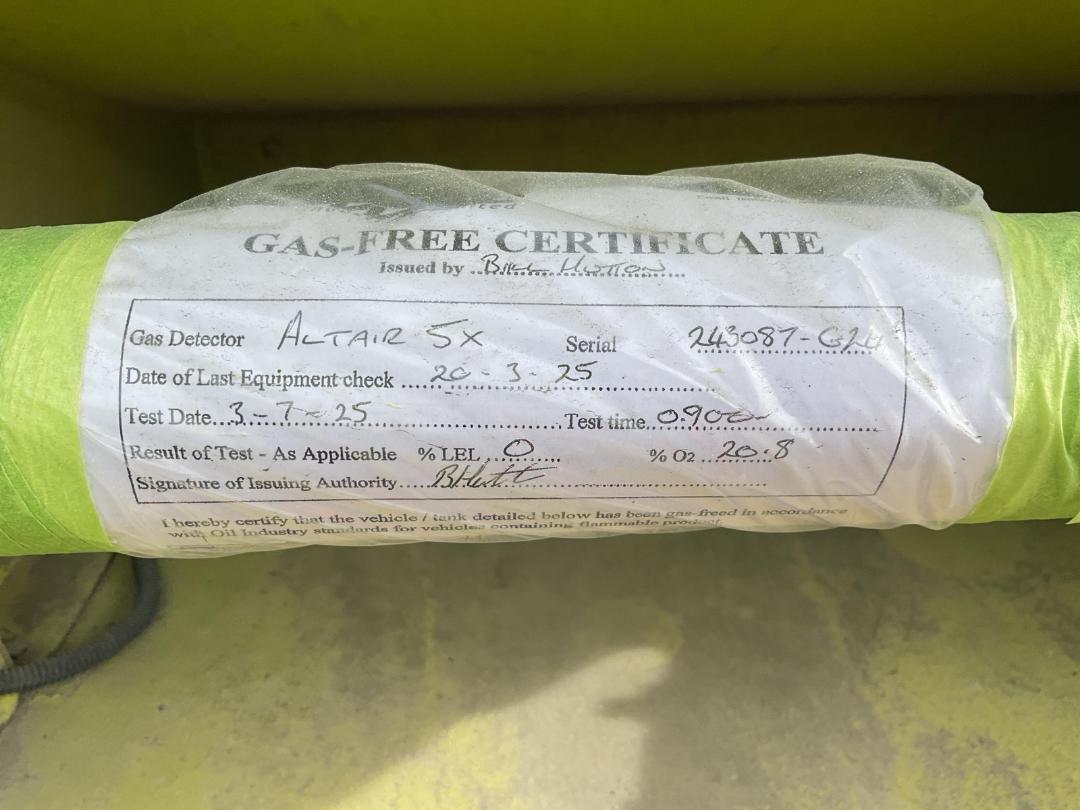 GAS-FREE CERTIFICATE
Issued by ..BILL HUTTON...
Gas Detector ALTAIR 5X Serial 243087-G24
Date of Last Equipment check ....20 - 3 - 25
Test Date...3-7-25.... Test time..0.900
Result of Test - As Applicable % LEL ..0.... % O2 ...20.8
Signature of Issuing Authority....
I hereby certify that the vehicle / tank detailed below has been gas-freed in accordance
with Oil Industry standards for vehicles containing flammable product